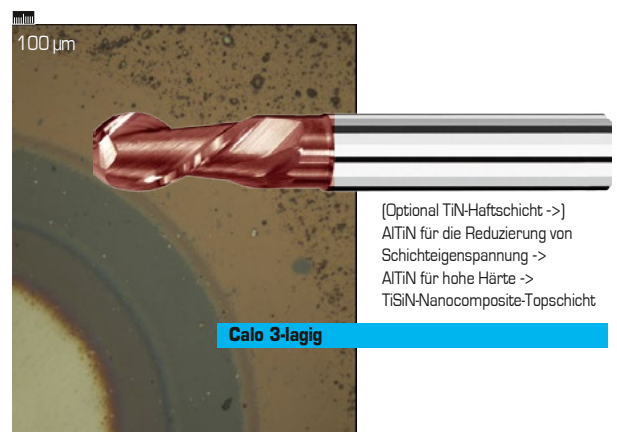 100 µm
(Optional TiN-Haftschicht ->)
AlTiN für die Reduzierung von
Schichteigenspannung ->
AlTiN für hohe Härte ->
TiSiN-Nanocomposite-Topschicht
Calo 3-lagig